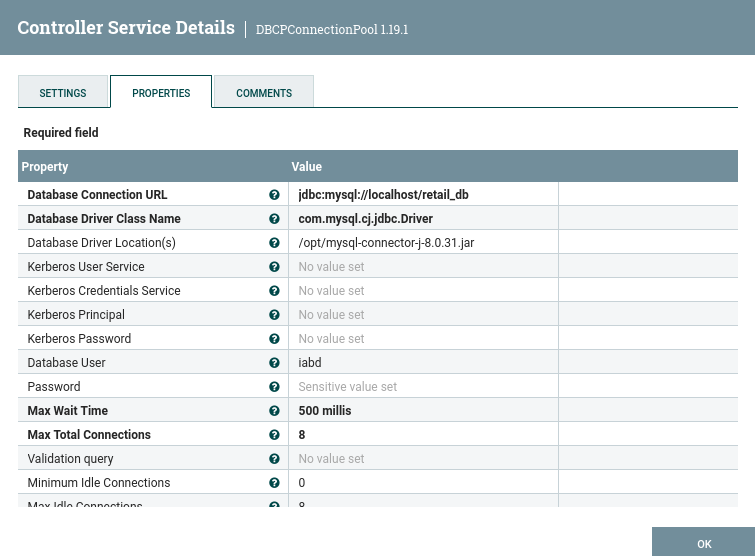 Controller Service Details | DBCPConnectionPool 1.19.1
SETTINGS PROPERTIES COMMENTS
Required field
Property Value
Database Connection URL ? jdbc:mysql://localhost/retail_db
Database Driver Class Name ? com.mysql.cj.jdbc.Driver
Database Driver Location(s) ? /opt/mysql-connector-j-8.0.31.jar
Kerberos User Service ? No value set
Kerberos Credentials Service ? No value set
Kerberos Principal ? No value set
Kerberos Password ? No value set
Database User ? iabd
Password ? Sensitive value set
Max Wait Time ? 500 millis
Max Total Connections ? 8
Validation query ? No value set
Minimum Idle Connections ? 0
Max Idle Connections ? 8
OK